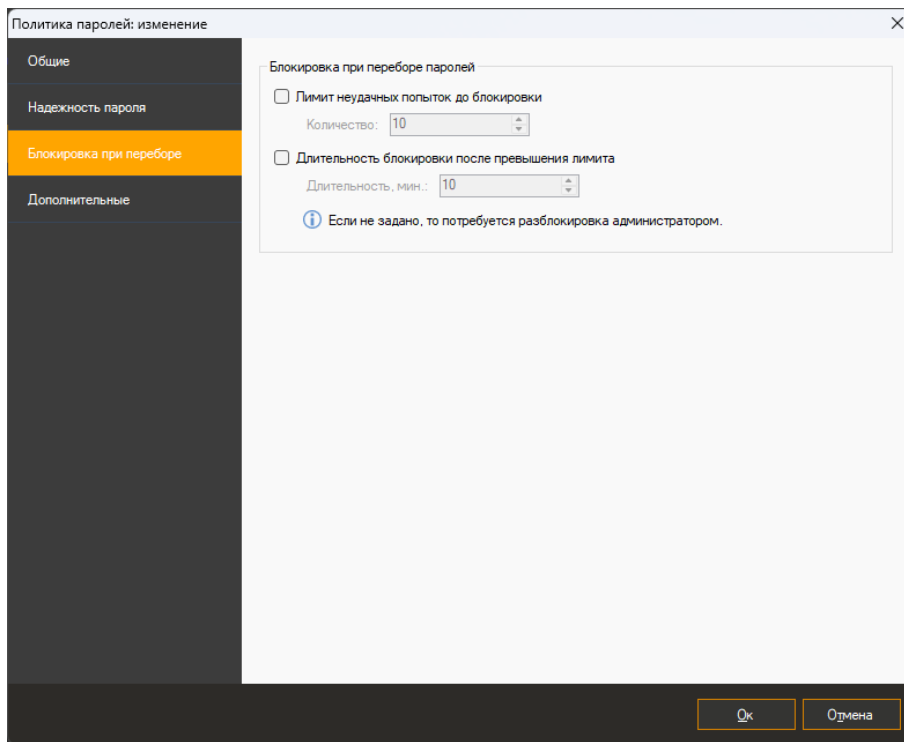 Политика паролей: изменение
Общие
Надежность пароля
Блокировка при переборе
Дополнительные
Блокировка при переборе паролей
Лимит неудачных попыток до блокировки
Количество: 10
Длительность блокировки после превышения лимита
Длительность, мин.: 10
Если не задано, то потребуется разблокировка администратором.
Ок
Отмена